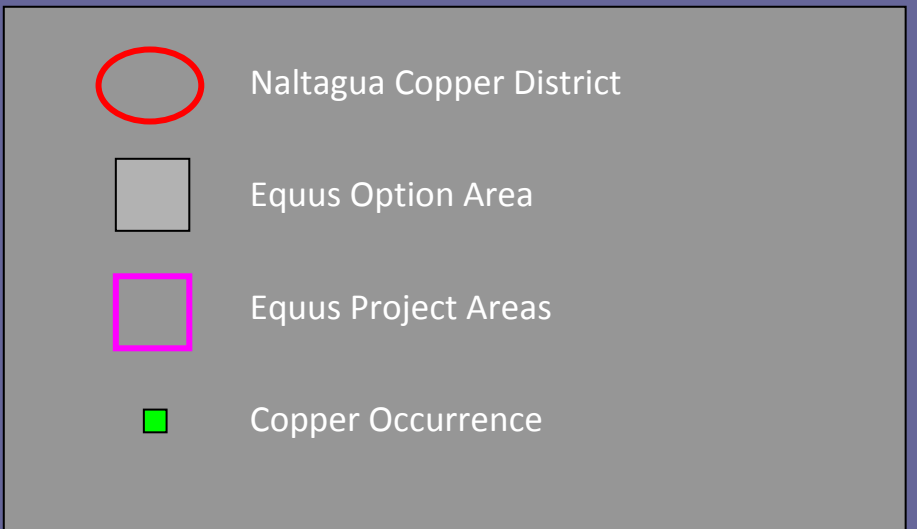 Naltagua Copper District
Equus Option Area
Equus Project Areas
Copper Occurrence